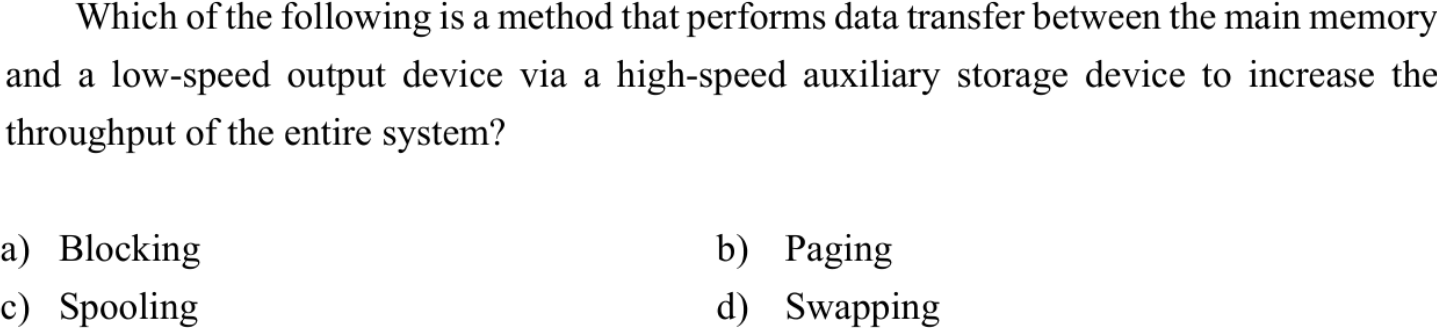 Which of the following is a method that performs data transfer between the main memory
and a low-speed output device via a high-speed auxiliary storage device to increase the
throughput of the entire system?
a) Blocking b) Paging
c) Spooling d) Swapping